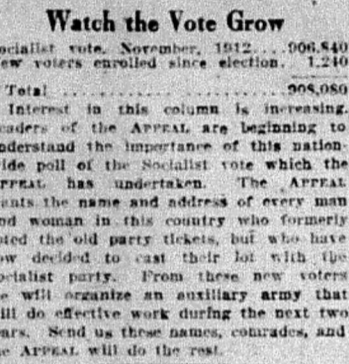 Watch the Vote Grow
ocialist vote, November, 1912....906,840
ew voters enrolled since election. 1,240
Total ..................908,080
Interest in this column is increasing.
eaders of the APPEAL are beginning to
nderstand the importance of this nation-
ide poll of the Socialist vote which the
PPEAL has undertaken. The APPEAL
ants the name and address of every man
nd woman in this country who formerly
oted the old party tickets, but who have
ow decided to cast their lot with the
ocialist party. From these new voters
e will organize an auxiliary army that
ill do effective work during the next two
ears. Send us these names, comrades, and
e APPEAL will do the rest.